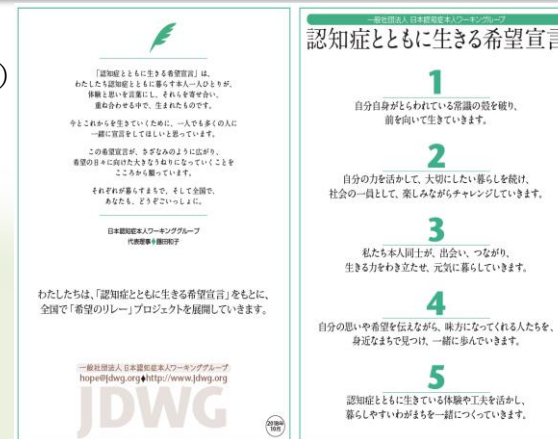 「認知症とともに生きる希望宣言」は、
わたしたち認知症とともに暮らす本人一人ひとりが、
体験と思いを言葉にし、それらを寄せ合い、
重ね合わせる中で、生まれたものです。
今とこれからを生きていくために、一人でも多くの人に
一緒に宣言をしてほしいと思っています。
この希望宣言が、さざなみのように広がり、
希望の日々に向けた大きなうねりになっていくことを
こころから願っています。
それぞれが暮らすまちで、そして全国で、
あなたも、どうぞごいっしょに。
日本認知症本人ワーキンググループ
代表理事◆藤田和子
わたしたちは、「認知症とともに生きる希望宣言」をもとに、
全国で「希望のリレー」プロジェクトを展開していきます。
一般社団法人 日本認知症本人ワーキンググループ
hope@jdwg.org◆http://www.jdwg.org
JDWG
2018年
10月
一般社団法人 日本認知症本人ワーキンググループ
認知症とともに生きる希望宣言
1
自分自身がとらわれている常識の殻を破り、
前を向いて生きていきます。
2
自分の力を活かして、大切にしたい暮らしを続け、
社会の一員として、楽しみながらチャレンジしていきます。
3
私たち本人同士が、出会い、つながり、
生きる力をわき立たせ、元気に暮らしていきます。
4
自分の思いや希望を伝えながら、味方になってくれる人たちを、
身近なまちで見つけ、一緒に歩んでいきます。
5
認知症とともに生きている体験や工夫を活かし、
暮らしやすいわがまちを一緒につくっていきます。